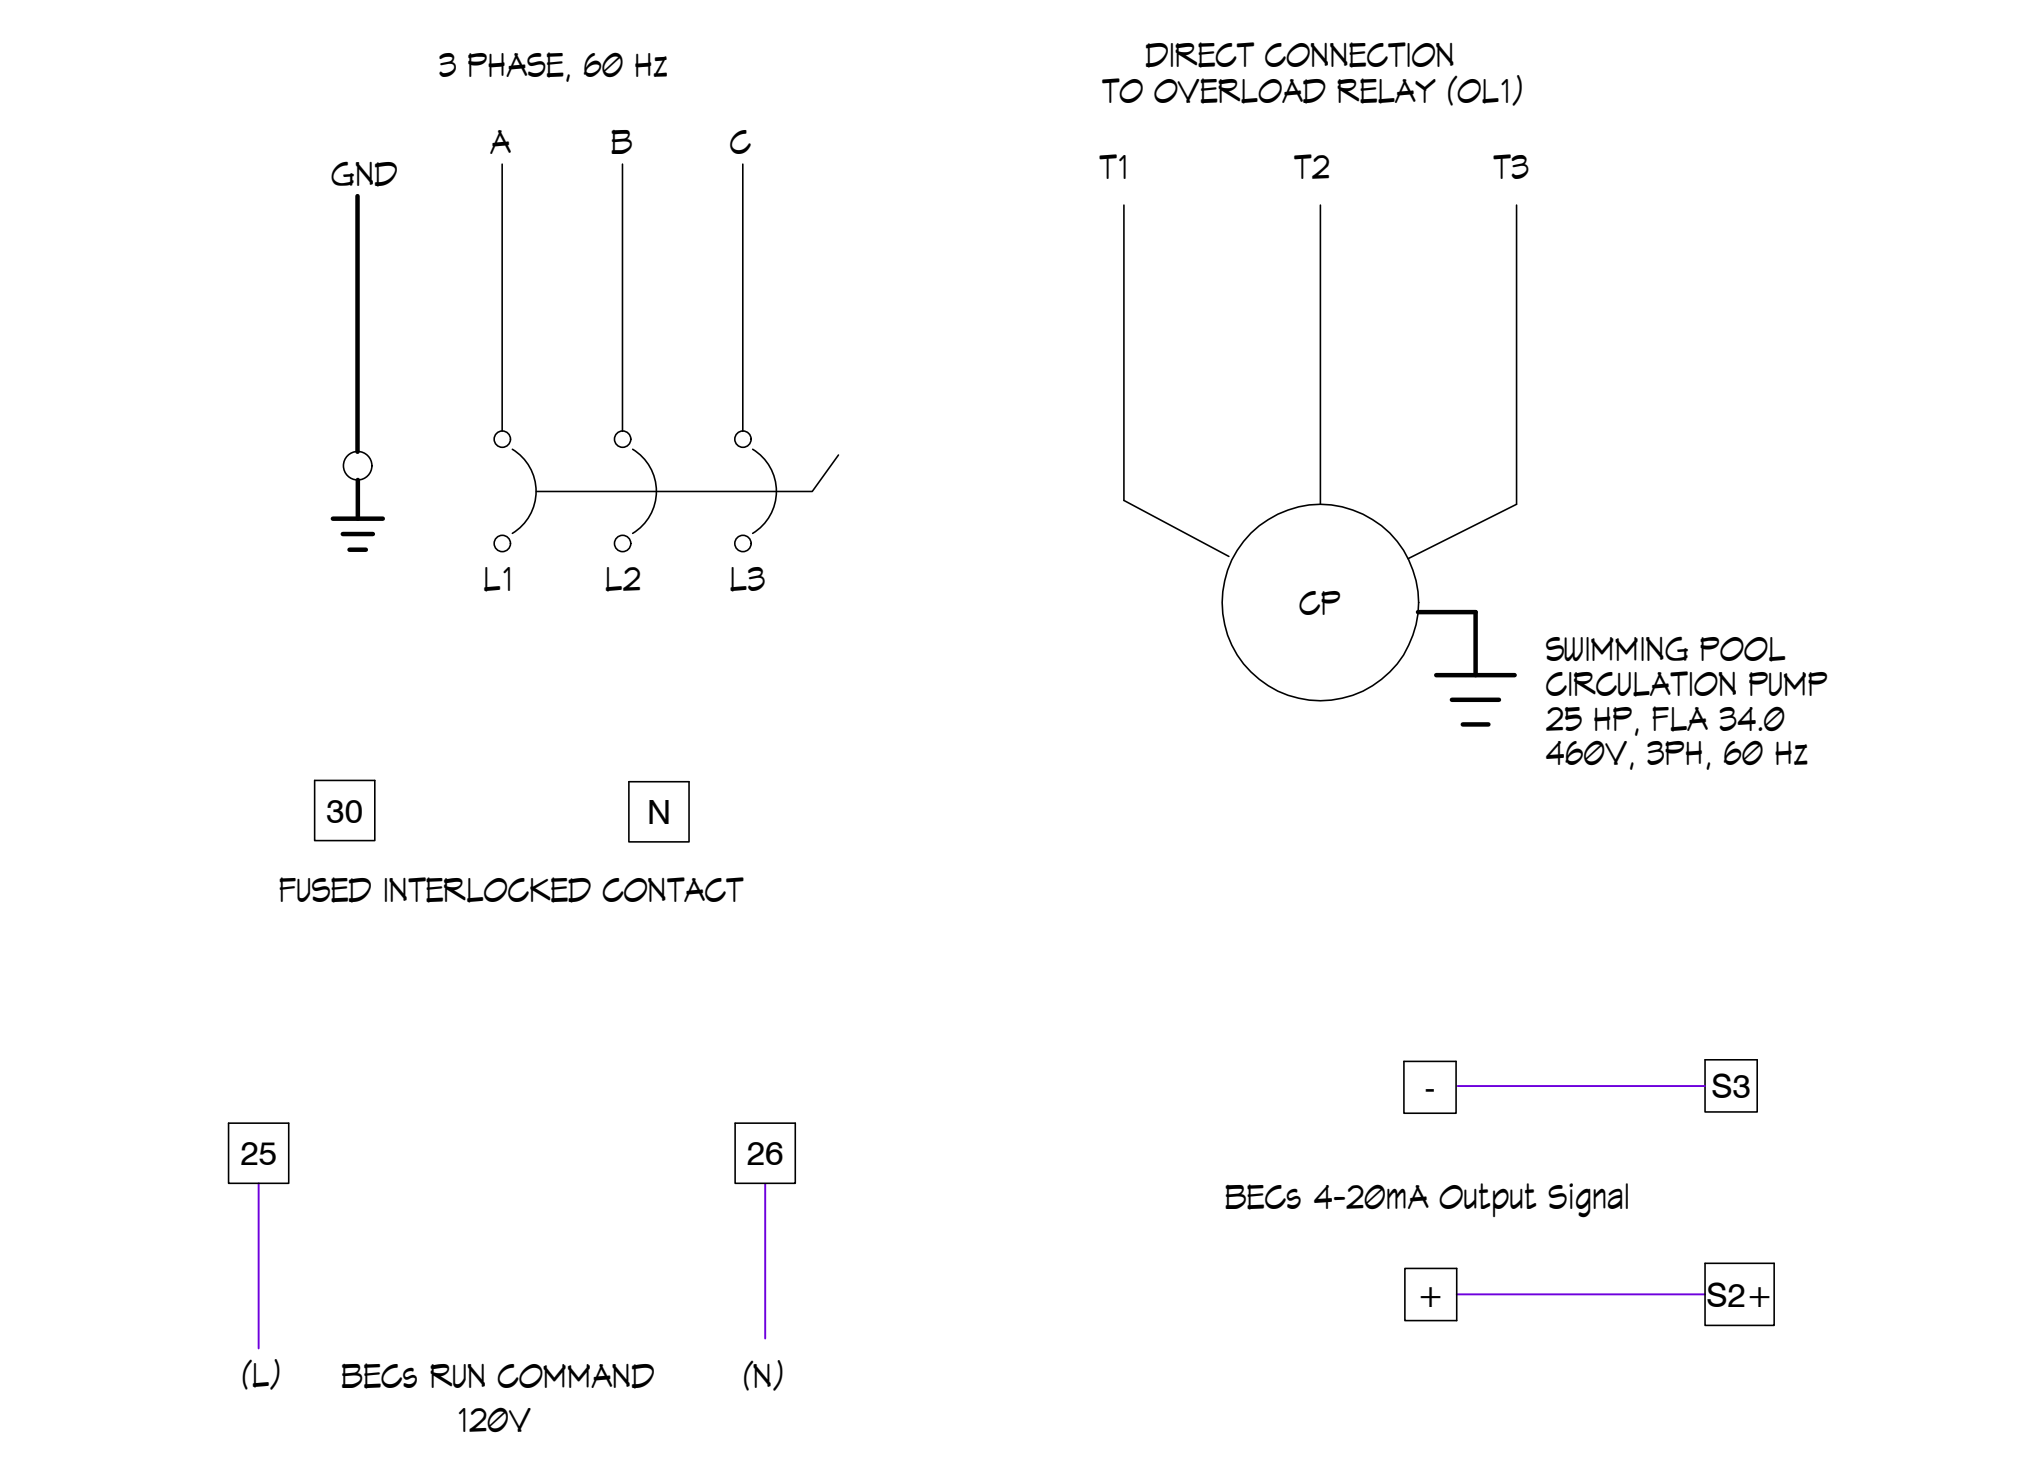 3 PHASE, 60 Hz
A B C
GND
L1 L2 L3
DIRECT CONNECTION
TO OVERLOAD RELAY (OL1)
T1 T2 T3
CP
SWIMMING POOL
CIRCULATION PUMP
25 HP, FLA 34.0
460V, 3PH, 60 Hz
30 N
FUSED INTERLOCKED CONTACT
25 26
(L) BECs RUN COMMAND (N)
120V
- S3
BECs 4-20mA Output Signal
+ S2+